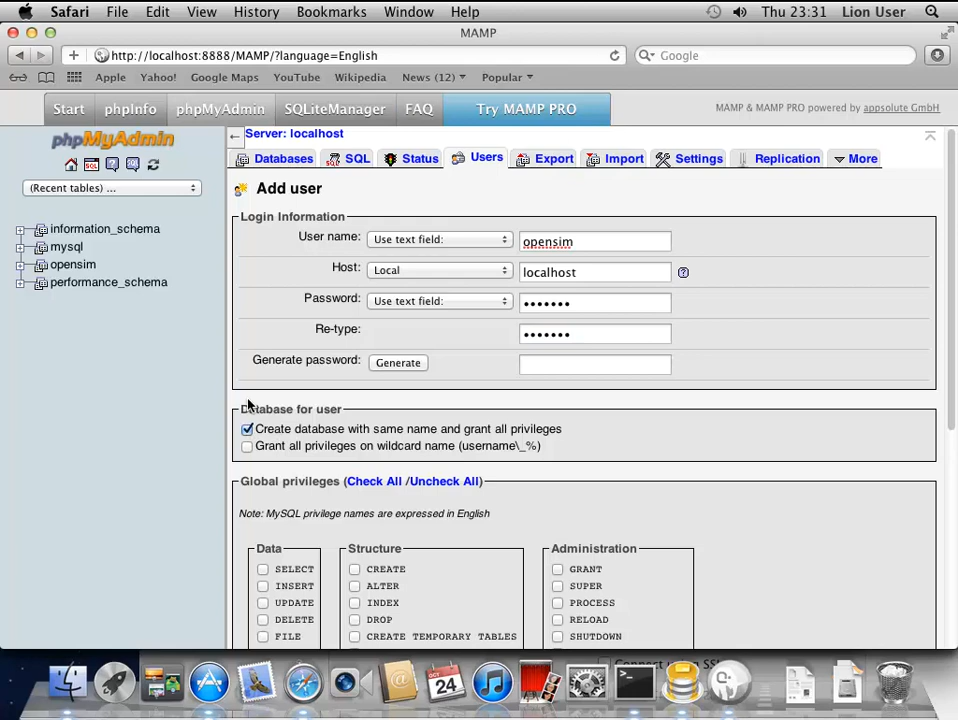 Safari File Edit View History Bookmarks Window Help Thu 23:31 Lion User
MAMP
http://localhost:8888/MAMP/?language=English
Google
Apple Yahoo! Google Maps YouTube Wikipedia News (12) Popular
Start phpInfo phpMyAdmin SQLiteManager FAQ Try MAMP PRO MAMP & MAMP PRO powered by appsolute GmbH
phpMyAdmin
Server: localhost
Databases SQL Status Users Export Import Settings Replication More
(Recent tables) ...
information_schema
mysql
opensim
performance_schema
Add user
Login Information
User name: Use text field: opensim
Host: Local localhost
Password: Use text field: •••••••
Re-type: •••••••
Generate password: Generate
Database for user
Create database with same name and grant all privileges
Grant all privileges on wildcard name (username\_%)
Global privileges (Check All /Uncheck All)
Note: MySQL privilege names are expressed in English
Data Structure Administration
SELECT CREATE GRANT
INSERT ALTER SUPER
UPDATE INDEX PROCESS
DELETE DROP RELOAD
FILE CREATE TEMPORARY TABLES SHUTDOWN
24